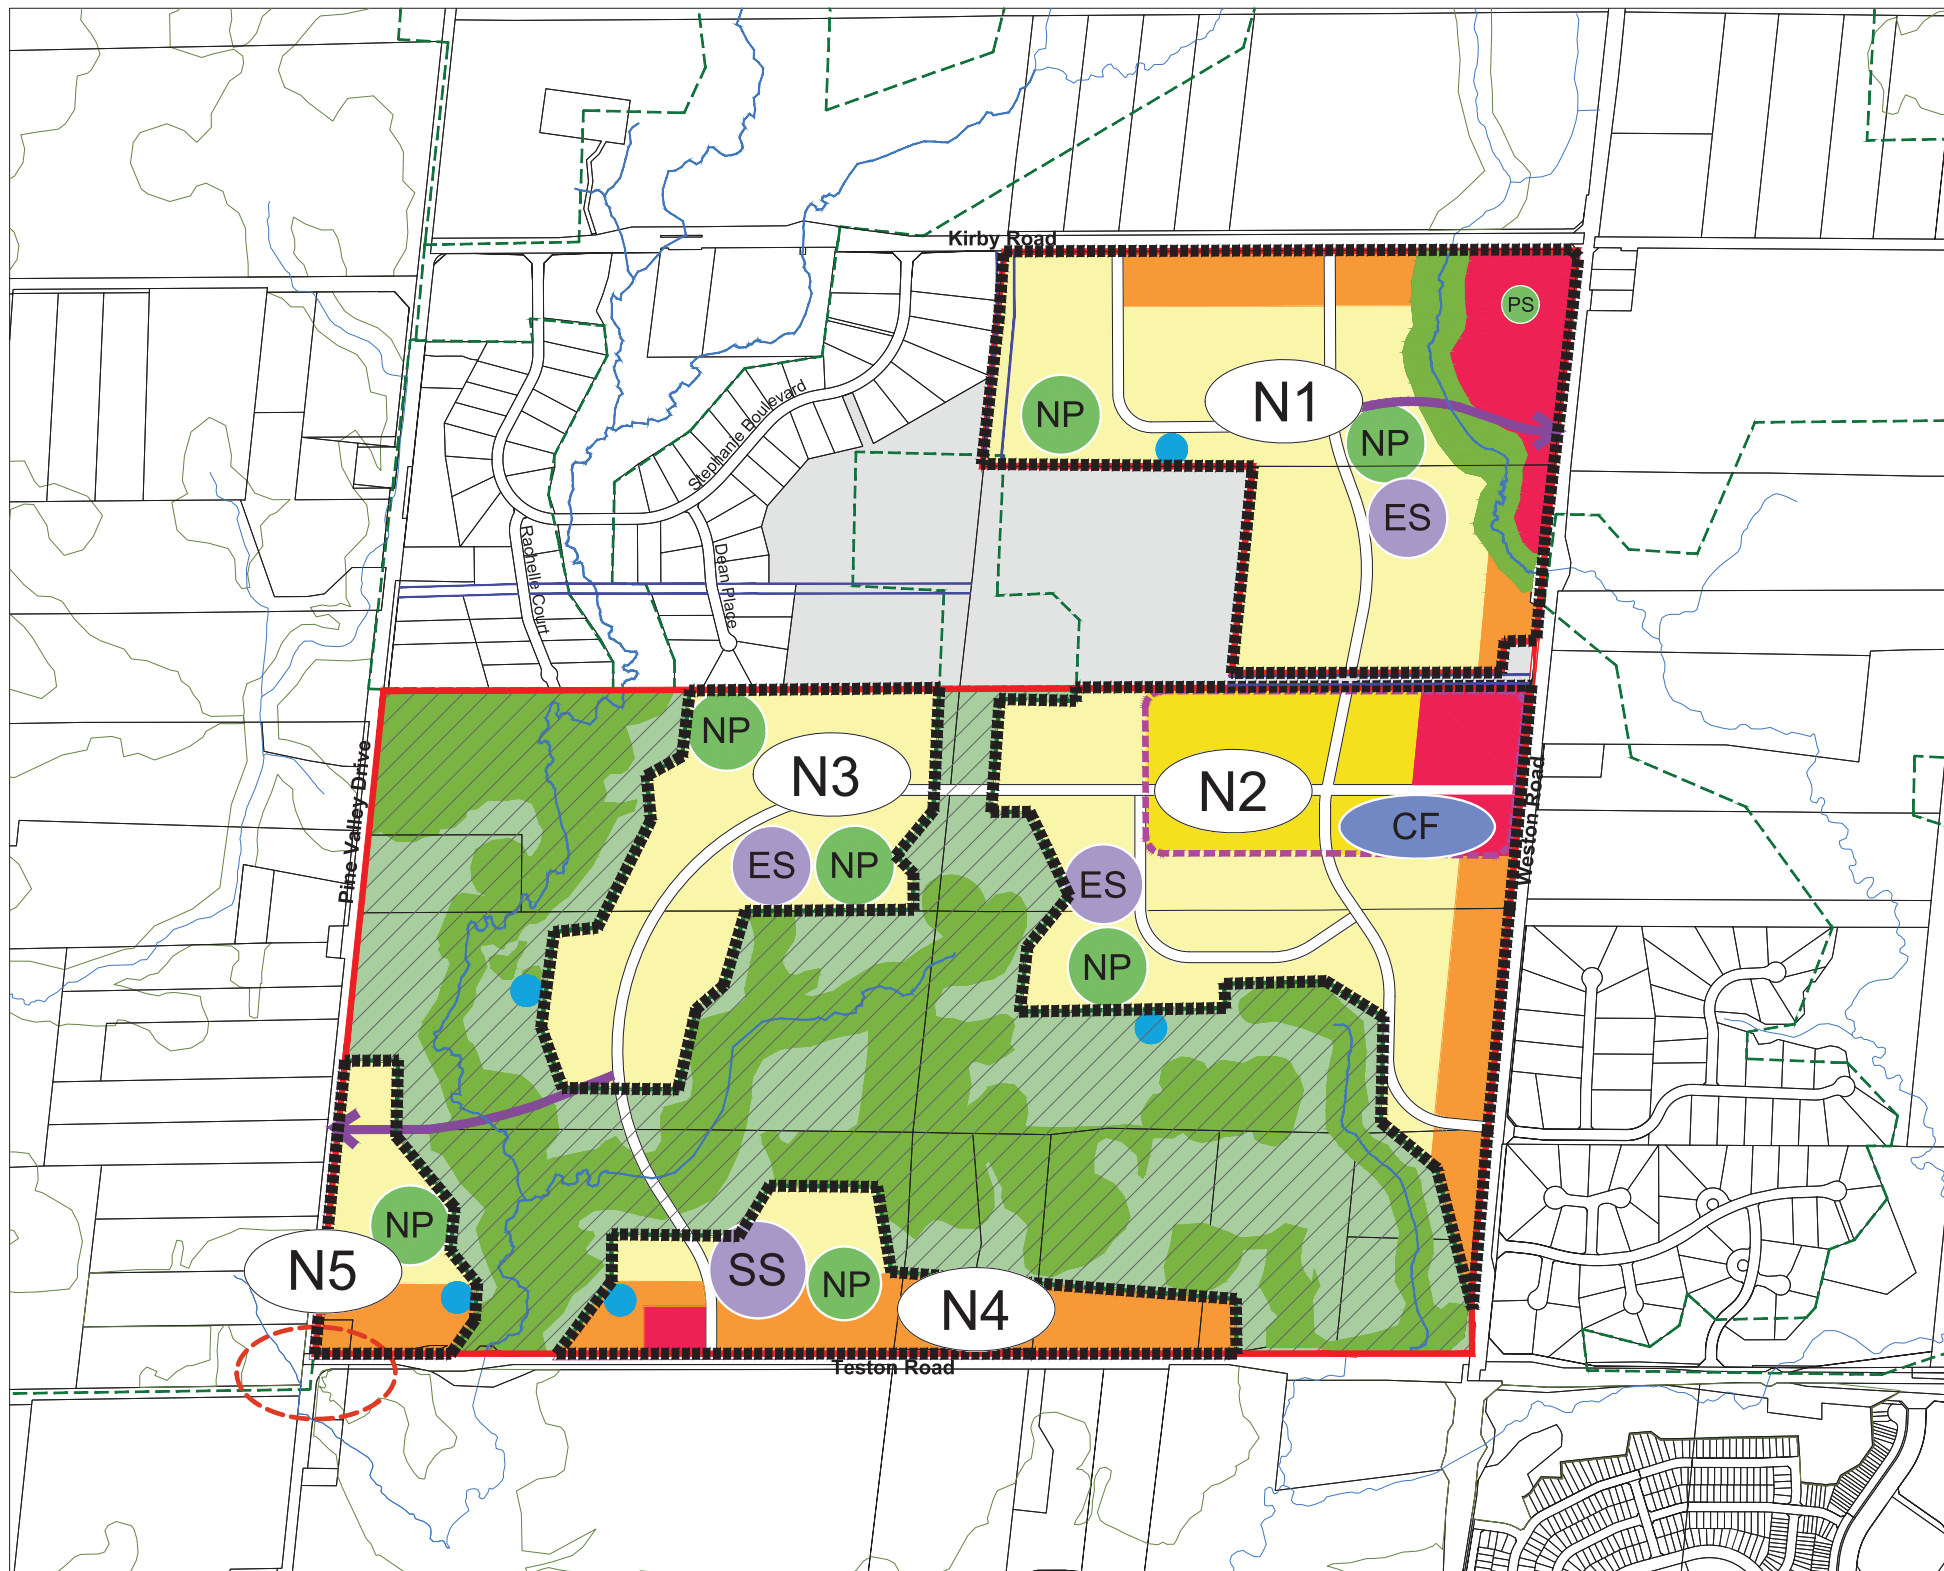 Kirby Road
PS
N1
NP
NP
Stephanie Boulevard
ES
Rachelle Court
Dean Place
NP
N3
N2
Pine Valley Drive
Weston Road
CF
ES
NP
ES
NP
NP
N5
SS
NP
N4
Teston Road